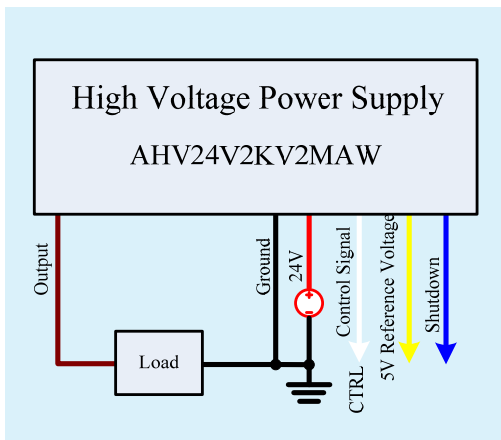 High Voltage Power Supply
AHV24V2KV2MAW
Output
Ground
24V
Control Signal
5V Reference Voltage
Shutdown
Load
CTRL